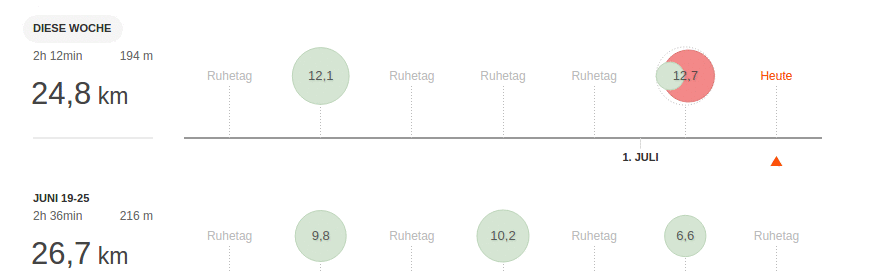 DIESE WOCHE
2h 12min 194 m
24,8 km
Ruhetag 12,1 Ruhetag Ruhetag Ruhetag 12,7 Heute
1. JULI
JUNI 19-25
2h 36min 216 m
26,7 km
Ruhetag 9,8 Ruhetag 10,2 Ruhetag 6,6 Ruhetag